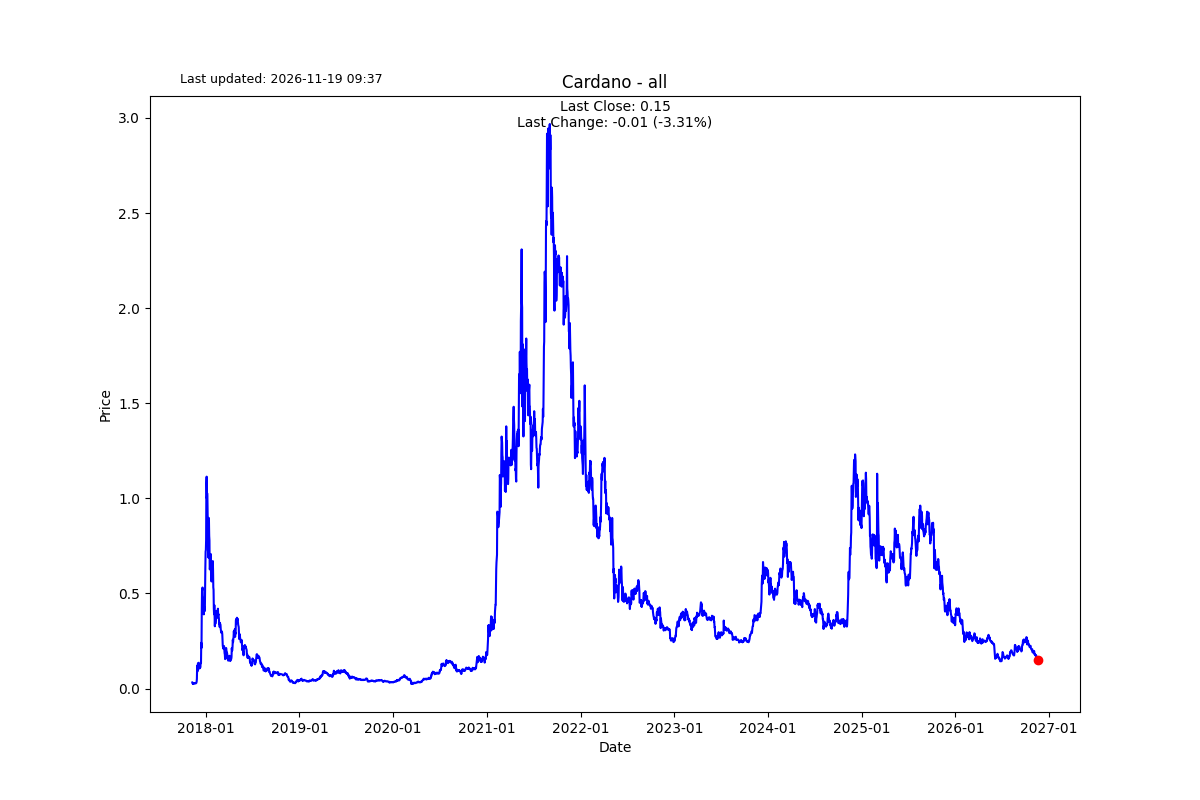 Last updated: 2026-11-19 09:37
Cardano - all
Last Close: 0.15
Last Change: -0.01 (-3.31%)
3.0
2.5
2.0
1.5
1.0
0.5
0.0
Price
2018-01 2019-01 2020-01 2021-01 2022-01 2023-01 2024-01 2025-01 2026-01 2027-01
Date